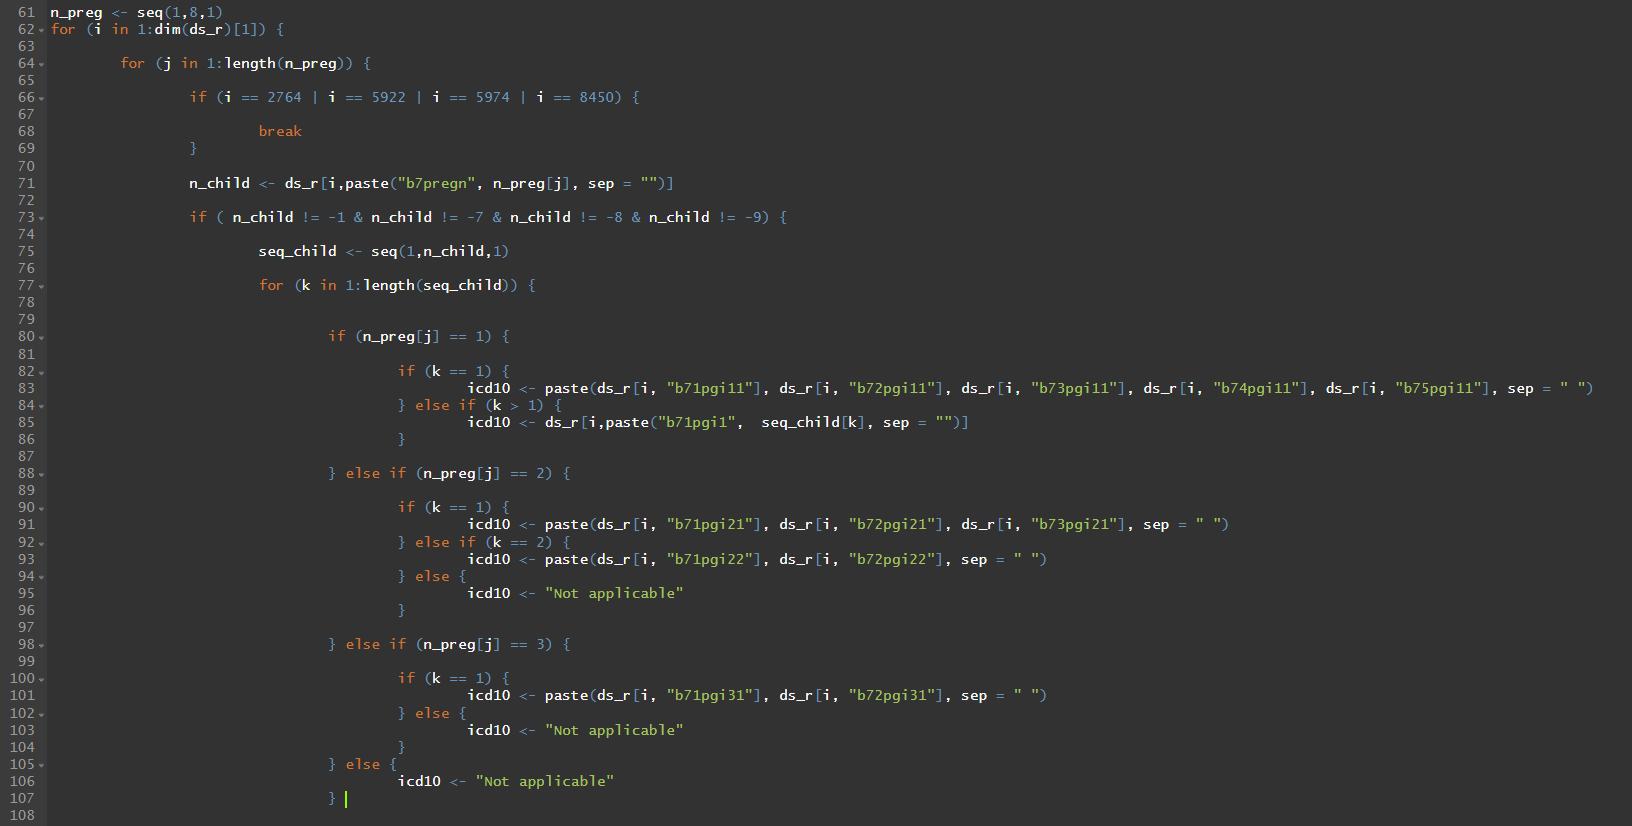 61 n_preg <- seq(1,8,1)
62 for (i in 1:dim(ds_r)[1]) {
63
64 for (j in 1:length(n_preg)) {
65
66 if (i == 2764 | i == 5922 | i == 5974 | i == 8450) {
67
68 break
69 }
70
71 n_child <- ds_r[i,paste("b7pregn", n_preg[j], sep = "")]
72
73 if ( n_child != -1 & n_child != -7 & n_child != -8 & n_child != -9) {
74
75 seq_child <- seq(1,n_child,1)
76
77 for (k in 1:length(seq_child)) {
78
79
80 if (n_preg[j] == 1) {
81
82 if (k == 1) {
83 icd10 <- paste(ds_r[i, "b71pgi11"], ds_r[i, "b72pgi11"], ds_r[i, "b73pgi11"], ds_r[i, "b74pgi11"], ds_r[i, "b75pgi11"], sep = " ")
84 } else if (k > 1) {
85 icd10 <- ds_r[i,paste("b71pgi1",  seq_child[k], sep = "")]
86 }
87
88 } else if (n_preg[j] == 2) {
89
90 if (k == 1) {
91 icd10 <- paste(ds_r[i, "b71pgi21"], ds_r[i, "b72pgi21"], ds_r[i, "b73pgi21"], sep = " ")
92 } else if (k == 2) {
93 icd10 <- paste(ds_r[i, "b71pgi22"], ds_r[i, "b72pgi22"], sep = " ")
94 } else {
95 icd10 <- "Not applicable"
96 }
97
98 } else if (n_preg[j] == 3) {
99
100 if (k == 1) {
101 icd10 <- paste(ds_r[i, "b71pgi31"], ds_r[i, "b72pgi31"], sep = " ")
102 } else {
103 icd10 <- "Not applicable"
104 }
105 } else {
106 icd10 <- "Not applicable"
107 }
108